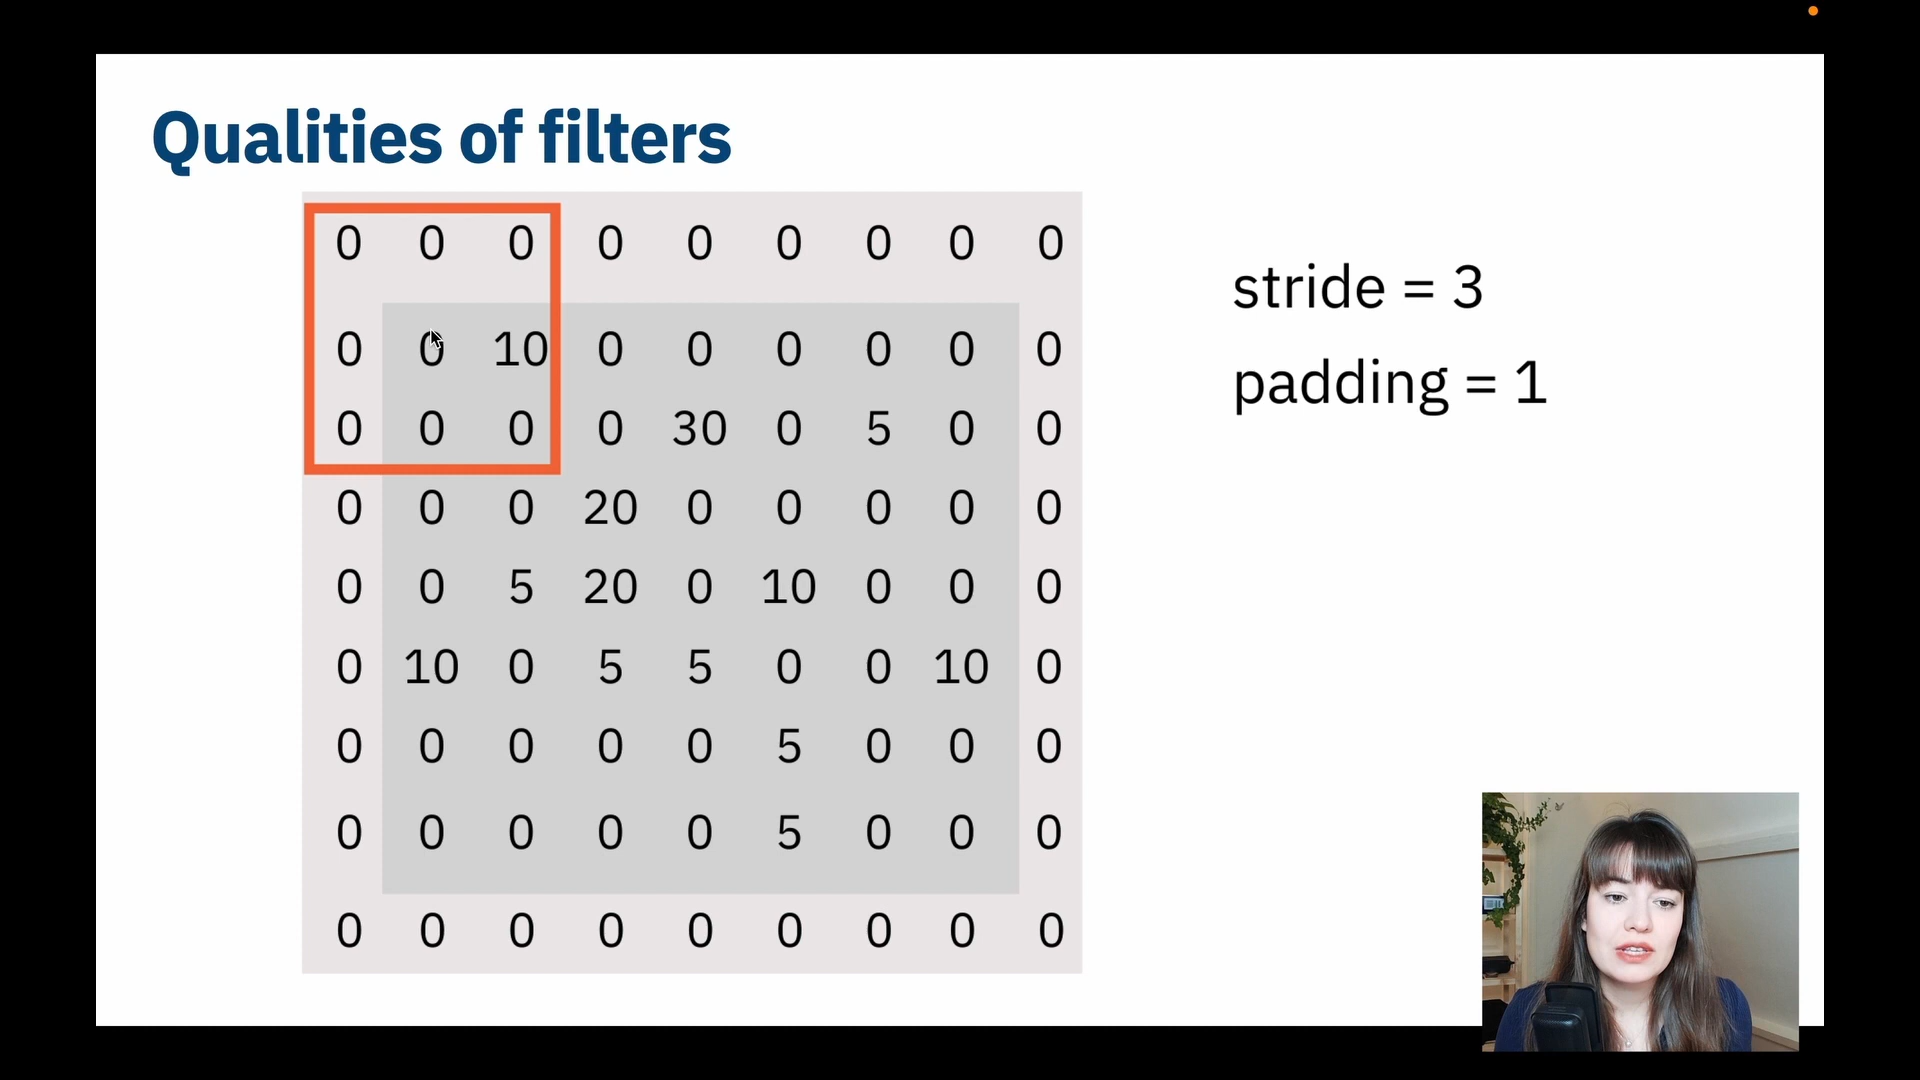 Qualities of filters
0 0 0 0 0 0 0 0 0
0 0 10 0 0 0 0 0 0
0 0 0 0 30 0 5 0 0
0 0 0 20 0 0 0 0 0
0 0 5 20 0 10 0 0 0
0 10 0 5 5 0 0 10 0
0 0 0 0 0 5 0 0 0
0 0 0 0 0 5 0 0 0
0 0 0 0 0 0 0 0 0
stride = 3
padding = 1